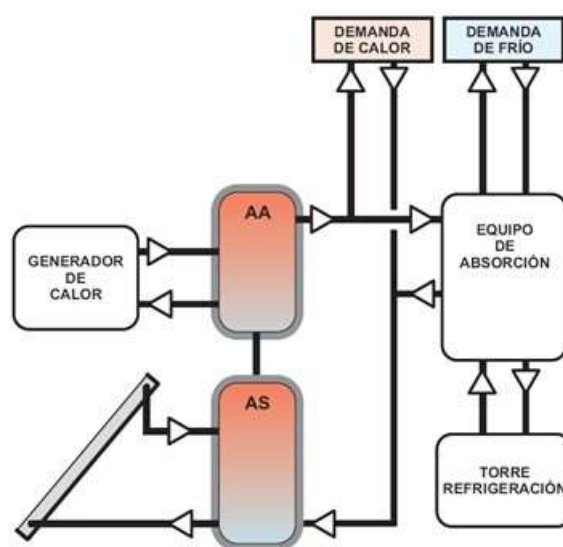 DEMANDA
DE CALOR
DEMANDA
DE FRÍO
AA
GENERADOR
DE
CALOR
EQUIPO
DE
ABSORCIÓN
AS
TORRE
REFRIGERACIÓN